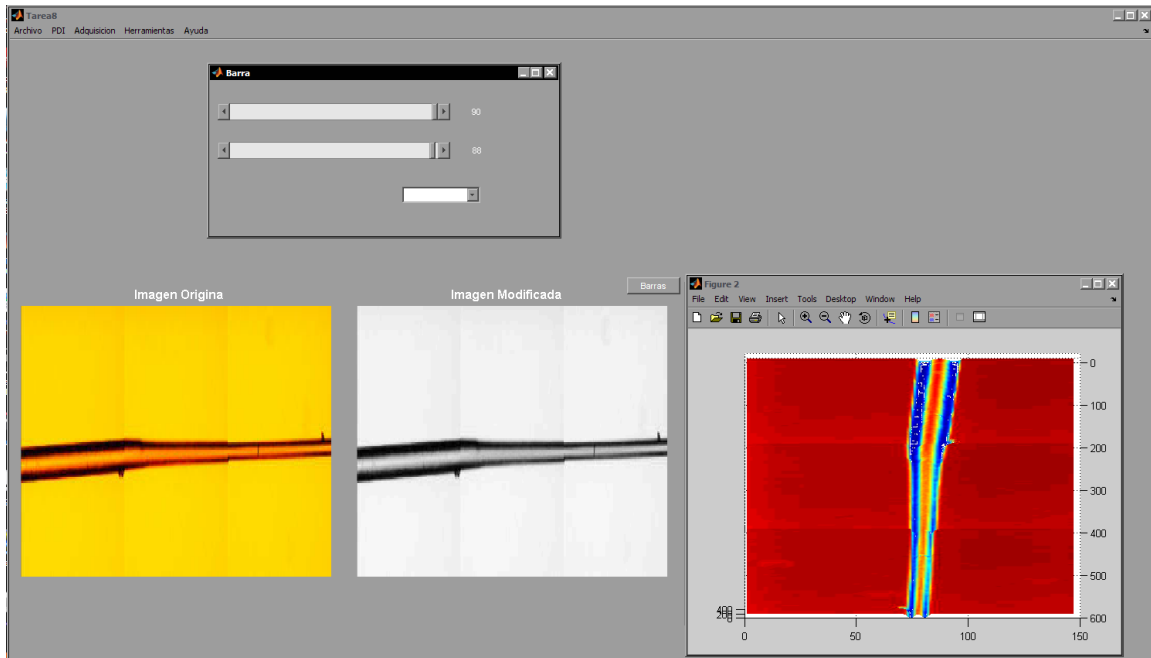 Tarea8
Archivo PDI Adquisicion Herramientas Ayuda
Barra
90
88
Imagen Origina
Imagen Modificada
Barras
Figure 2
File Edit View Insert Tools Desktop Window Help
0
100
200
300
400
500
600
0 50 100 150